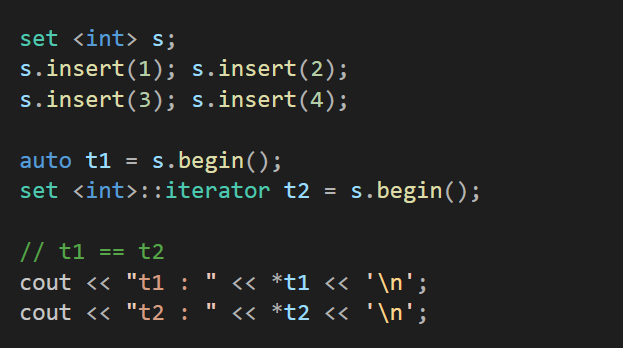 set <int> s;
s.insert(1); s.insert(2);
s.insert(3); s.insert(4);
auto t1 = s.begin();
set <int>::iterator t2 = s.begin();
// t1 == t2
cout << "t1 : " << *t1 << '\n';
cout << "t2 : " << *t2 << '\n';